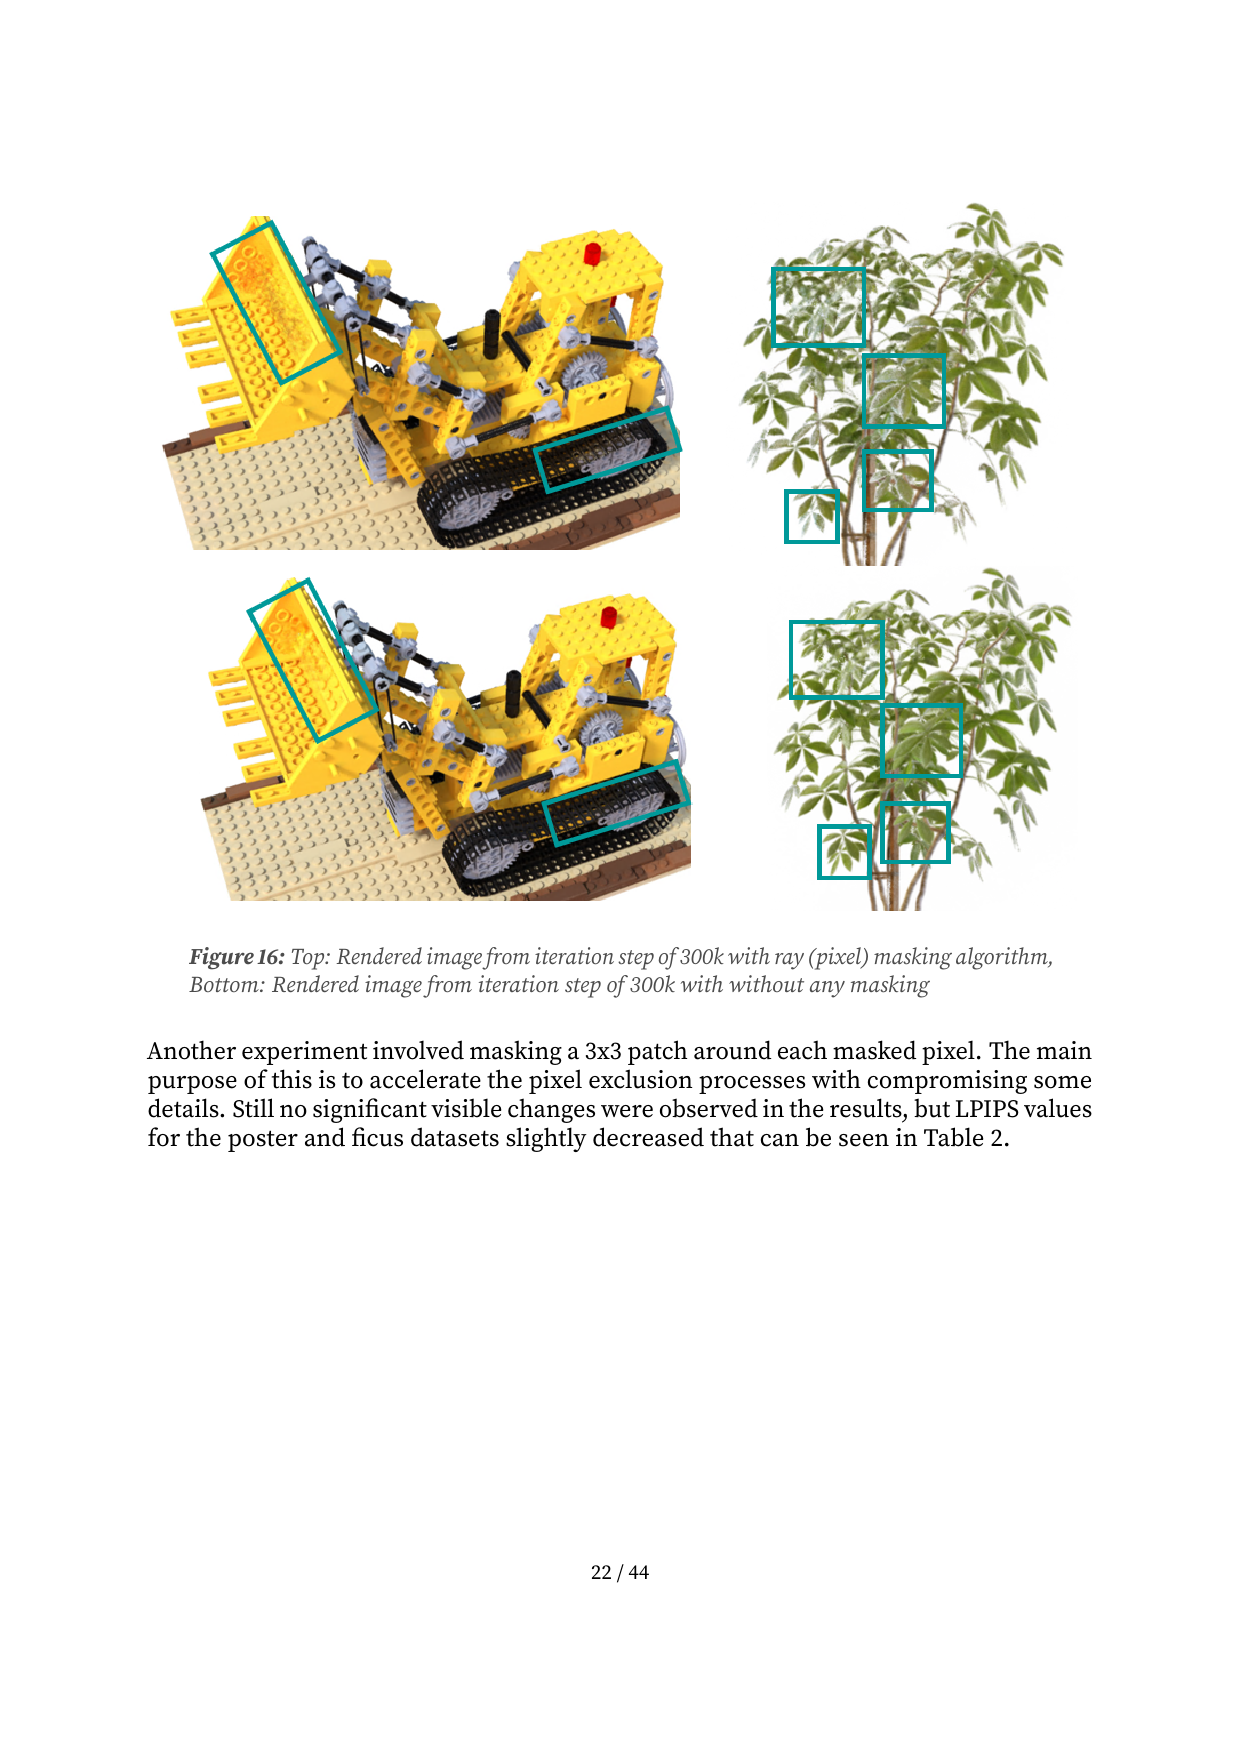 Figure 16: Top: Rendered image from iteration step of 300k with ray (pixel) masking algorithm,
Bottom: Rendered image from iteration step of 300k with without any masking
Another experiment involved masking a 3x3 patch around each masked pixel. The main
purpose of this is to accelerate the pixel exclusion processes with compromising some
details. Still no significant visible changes were observed in the results, but LPIPS values
for the poster and ficus datasets slightly decreased that can be seen in Table 2.
22 / 44